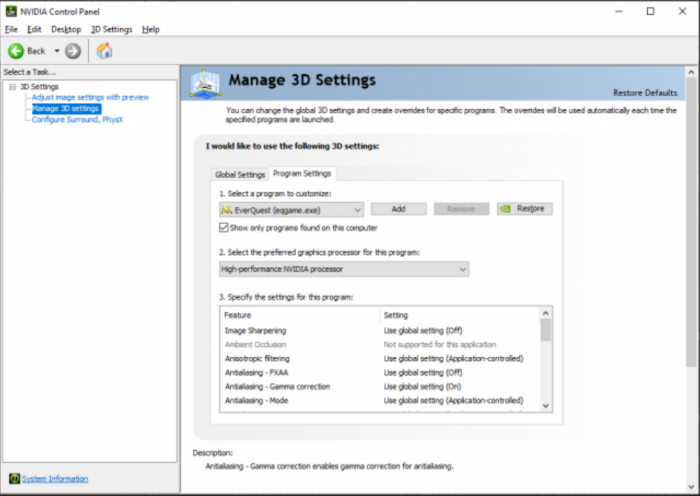 NVIDIA Control Panel
File Edit Desktop 3D Settings Help
Back
Select a Task...
3D Settings
Adjust image settings with preview
Manage 3D settings
Configure Surround, PhysX
System Information
Manage 3D Settings
Restore Defaults
You can change the global 3D settings and create overrides for specific programs. The overrides will be used automatically each time the
specified programs are launched.
I would like to use the following 3D settings:
Global Settings Program Settings
1. Select a program to customize:
EverQuest (eqgame.exe) Add Remove Restore
Show only programs found on this computer
2. Select the preferred graphics processor for this program:
High-performance NVIDIA processor
3. Specify the settings for this program:
Feature Setting
Image Sharpening Use global setting (Off)
Ambient Occlusion Not supported for this application
Anisotropic filtering Use global setting (Application-controlled)
Antialiasing - FXAA Use global setting (Off)
Antialiasing - Gamma correction Use global setting (On)
Antialiasing - Mode Use global setting (Application-controlled)
Description:
Antialiasing - Gamma correction enables gamma correction for antialiasing.